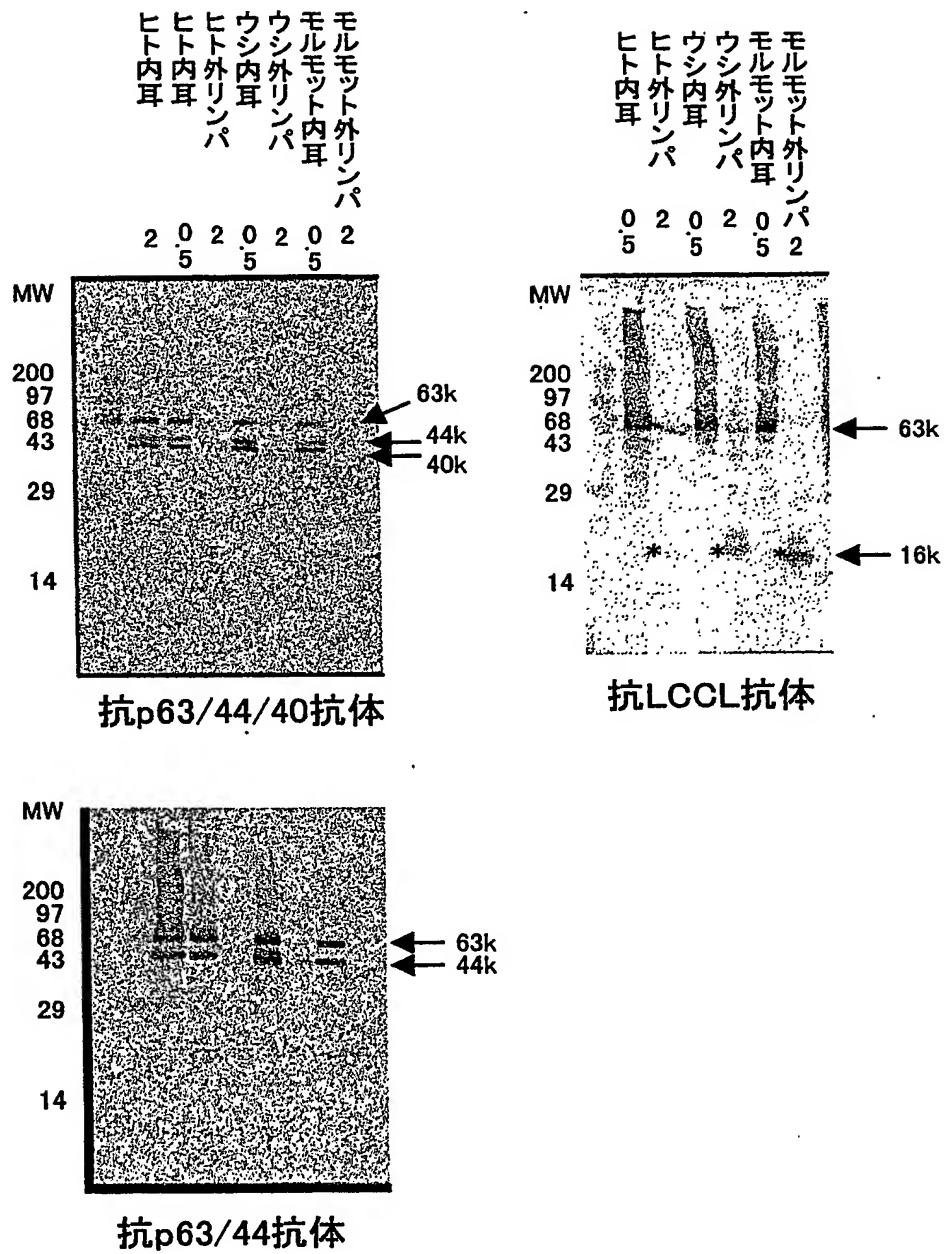 ヒト内耳
ヒト内耳
ヒト外リンパ
ウシ内耳
ウシ外リンパ
モルモット内耳
モルモット外リンパ
2
0.5
2
0.5
2
0.5
2
MW
200
97
68
43
29
14
63k
44k
40k
抗p63/44/40抗体
ヒト内耳
ヒト外リンパ
ウシ内耳
ウシ外リンパ
モルモット内耳
モルモット外リンパ
0.5
2
0.5
2
0.5
2
MW
200
97
68
43
29
14
63k
* * *
16k
抗LCCL抗体
MW
200
97
68
43
29
14
63k
44k
抗p63/44抗体